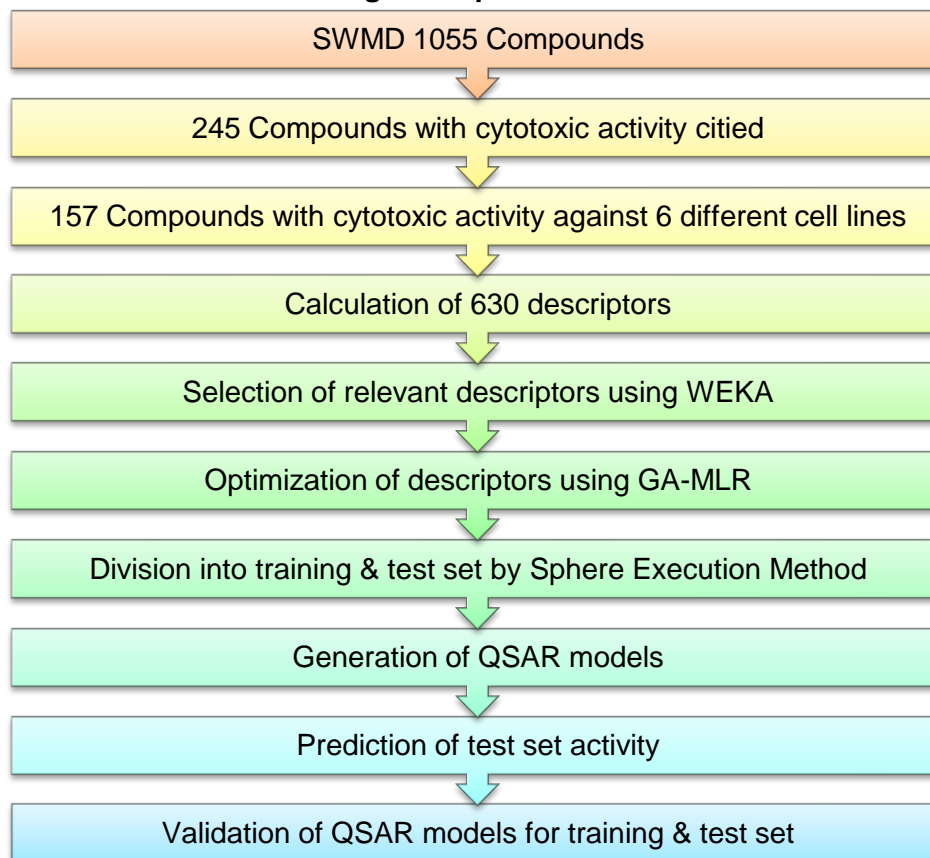 SWMD 1055 Compounds
245 Compounds with cytotoxic activity citied
157 Compounds with cytotoxic activity against 6 different cell lines
Calculation of 630 descriptors
Selection of relevant descriptors using WEKA
Optimization of descriptors using GA-MLR
Division into training & test set by Sphere Execution Method
Generation of QSAR models
Prediction of test set activity
Validation of QSAR models for training & test set